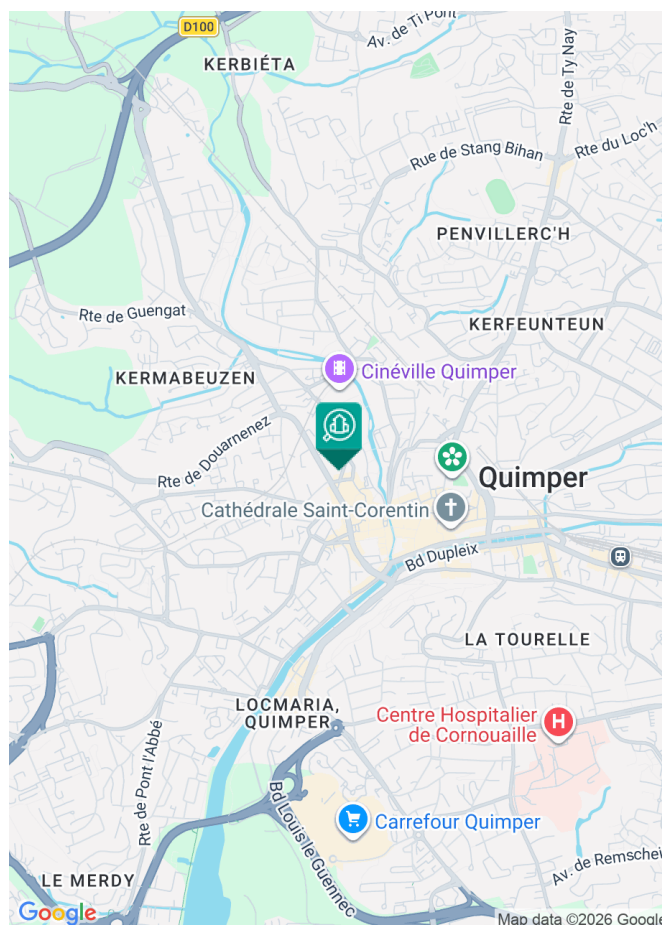 D100
Av. de Ti Pont
KERBIÉTA
Rte de Ty Nay
Rte du Loc'h
Rue de Stang Bihan
PENVILLERC'H
Rte de Guengat
KERFEUNTEUN
Cinéville Quimper
KERMABEUZEN
Rte de Douarnenez
Quimper
Cathédrale Saint-Corentin
Bd Dupleix
LA TOURELLE
LOCMARIA,
QUIMPER
Centre Hospitalier
de Cornouaille
H
Rte de Pont l'Abbé
Bd Louis le Guennec
Carrefour Quimper
Av. de Remschei
LE MERDY
Google
Map data ©2026 Google